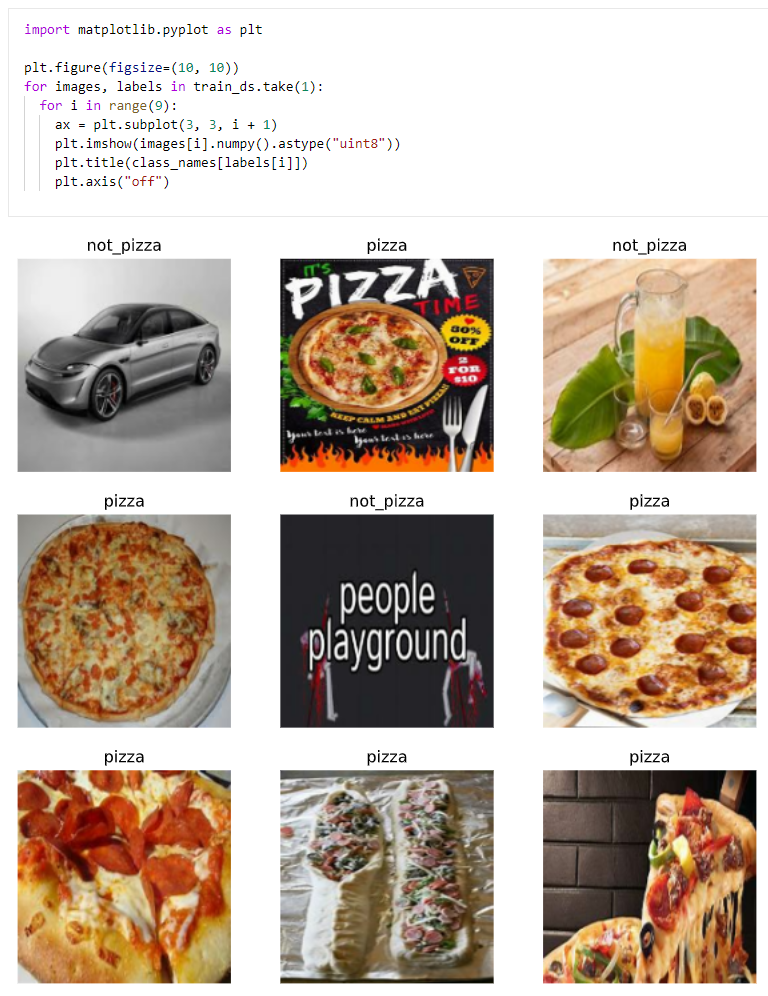 import matplotlib.pyplot as plt
plt.figure(figsize=(10, 10))
for images, labels in train_ds.take(1):
  for i in range(9):
    ax = plt.subplot(3, 3, i + 1)
    plt.imshow(images[i].numpy().astype("uint8"))
    plt.title(class_names[labels[i]])
    plt.axis("off")
not_pizza
pizza
not_pizza
IT'S
PIZZA
TIME
30%
OFF
2
FOR
$10
KEEP CALM AND EAT PIZZA!!
Your text is here
Your text is here
pizza
not_pizza
pizza
people
playground
pizza
pizza
pizza